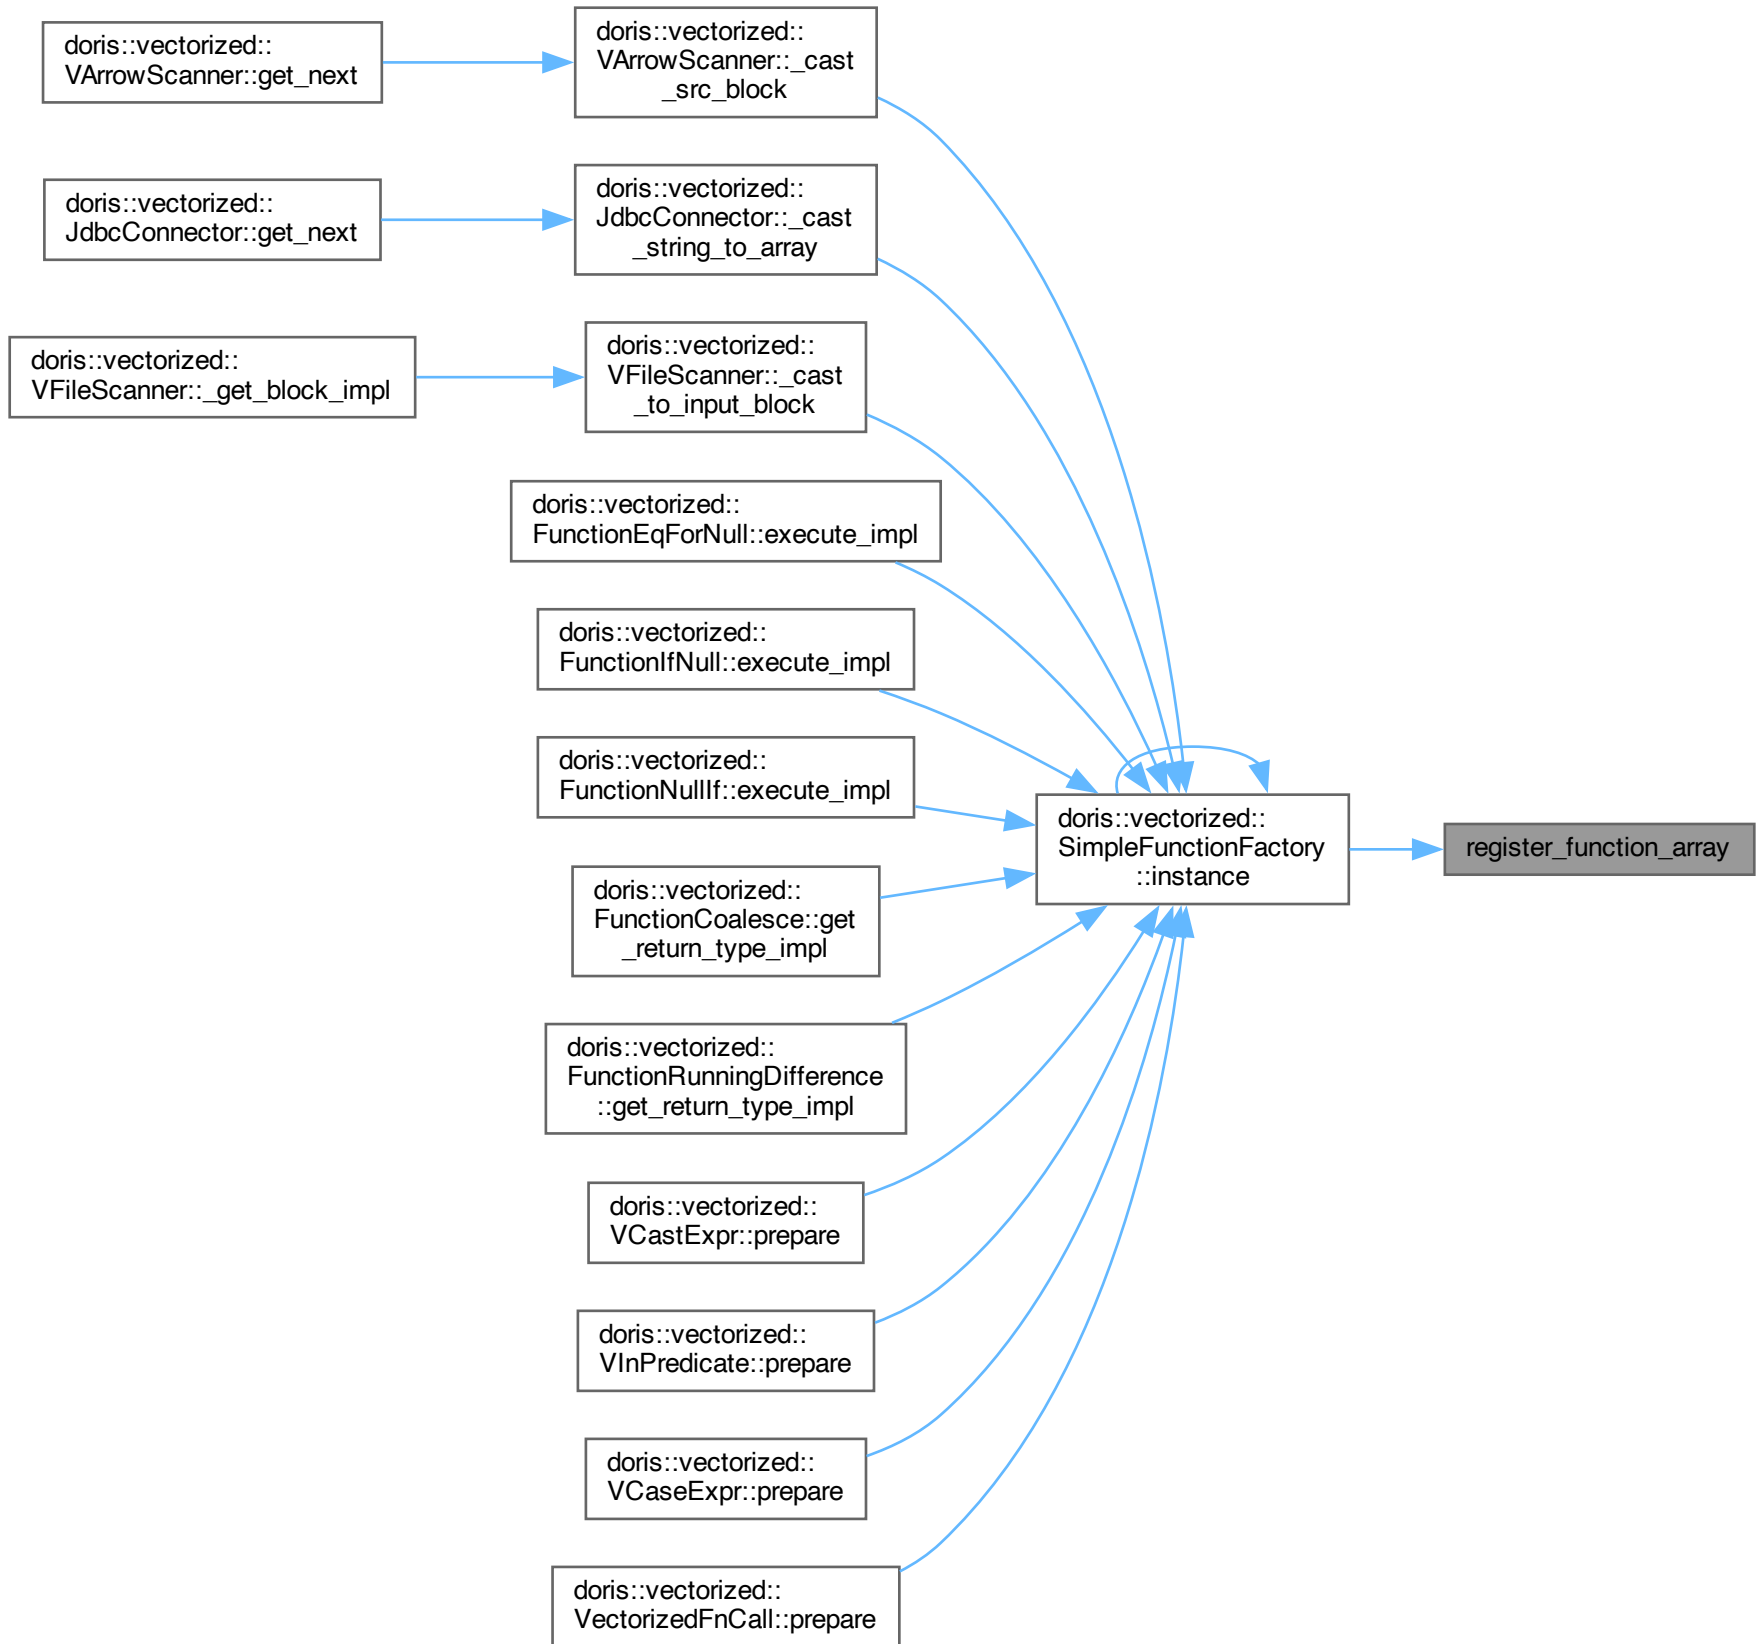 doris::vectorized::
VArrowScanner::get_next
doris::vectorized::
VArrowScanner::_cast
_src_block
doris::vectorized::
JdbcConnector::get_next
doris::vectorized::
JdbcConnector::_cast
_string_to_array
doris::vectorized::
VFileScanner::_get_block_impl
doris::vectorized::
VFileScanner::_cast
_to_input_block
doris::vectorized::
FunctionEqForNull::execute_impl
doris::vectorized::
FunctionIfNull::execute_impl
doris::vectorized::
FunctionNullIf::execute_impl
doris::vectorized::
SimpleFunctionFactory
::instance
register_function_array
doris::vectorized::
FunctionCoalesce::get
_return_type_impl
doris::vectorized::
FunctionRunningDifference
::get_return_type_impl
doris::vectorized::
VCastExpr::prepare
doris::vectorized::
VInPredicate::prepare
doris::vectorized::
VCaseExpr::prepare
doris::vectorized::
VectorizedFnCall::prepare